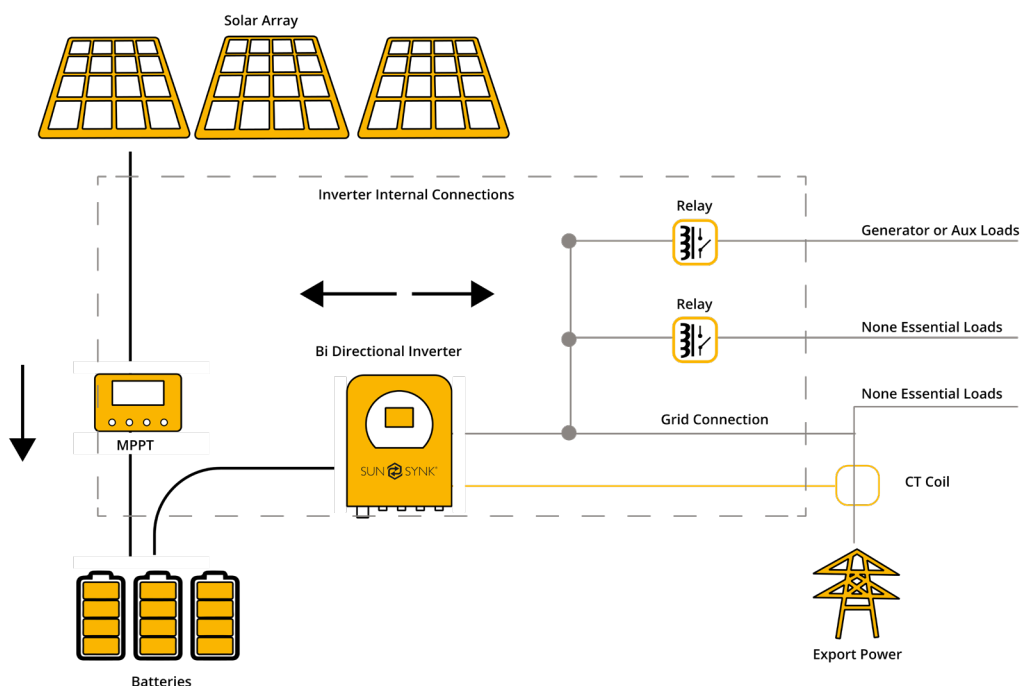 Solar Array
Inverter Internal Connections
Relay
Generator or Aux Loads
Relay
None Essential Loads
Bi Directional Inverter
None Essential Loads
Grid Connection
MPPT
SUN SYNK
CT Coil
Export Power
Batteries